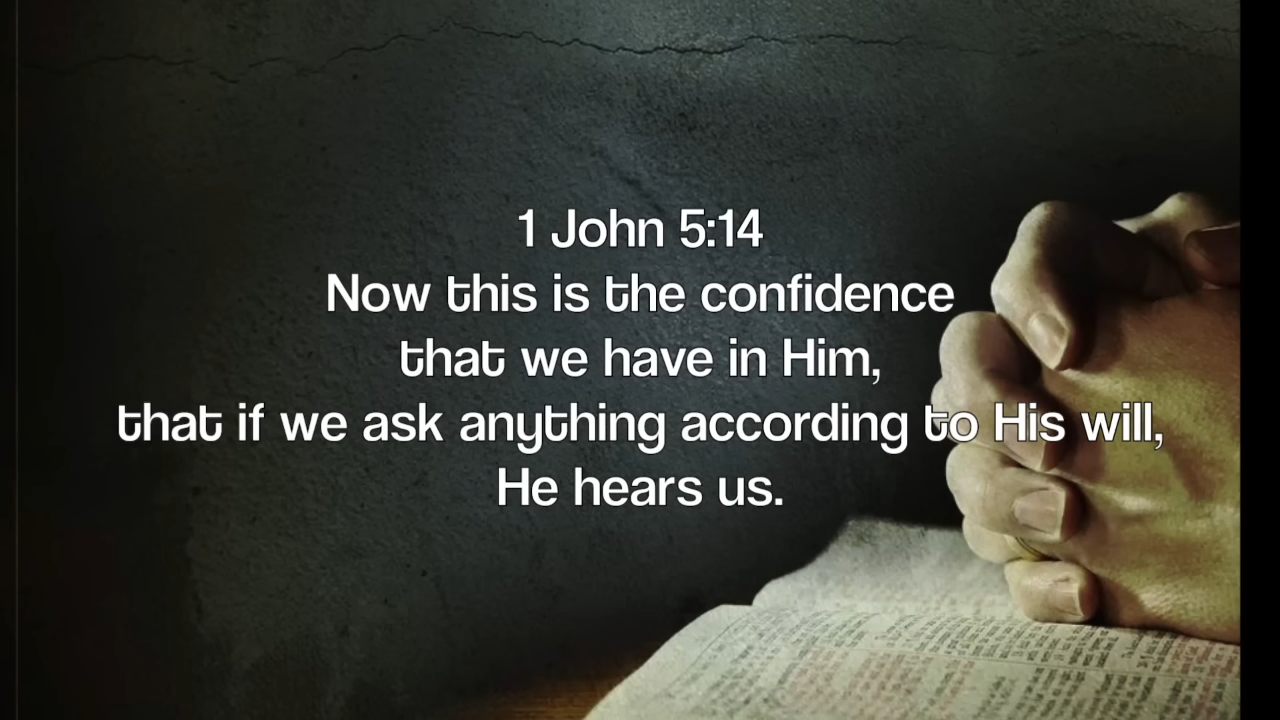 1 John 5:14
Now this is the confidence
that we have in Him,
that if we ask anything according to His will,
He hears us.